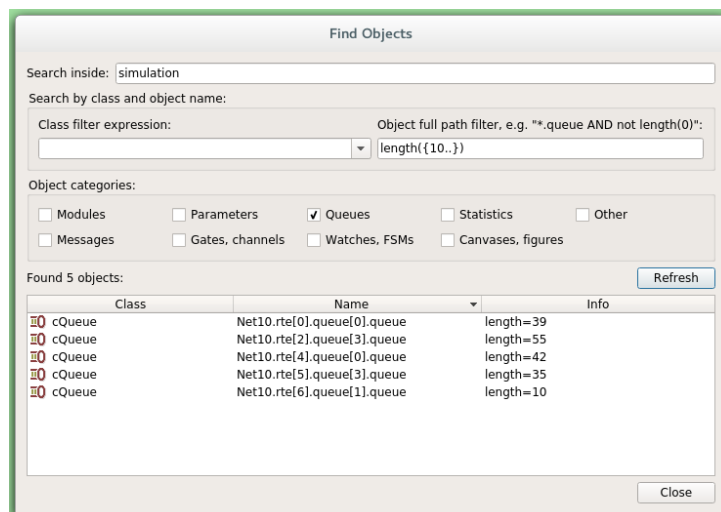 Find Objects
Search inside: simulation
Search by class and object name:
Class filter expression: Object full path filter, e.g. "*.queue AND not length(0)":
length({10..})
Object categories:
Modules Parameters Queues Statistics Other
Messages Gates, channels Watches, FSMs Canvases, figures
Found 5 objects: Refresh
Class Name Info
cQueue Net10.rte[0].queue[0].queue length=39
cQueue Net10.rte[2].queue[3].queue length=55
cQueue Net10.rte[4].queue[0].queue length=42
cQueue Net10.rte[5].queue[3].queue length=35
cQueue Net10.rte[6].queue[1].queue length=10
Close